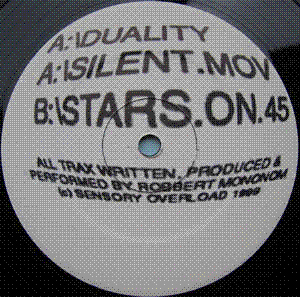 A:\DUALITY
A:\SILENT.MOV
B:\STARS.ON.45
ALL TRAX WRITTEN, PRODUCED &
PERFORMED BY ROBBERT MONONOM
(c) SENSORY OVERLOAD 1999